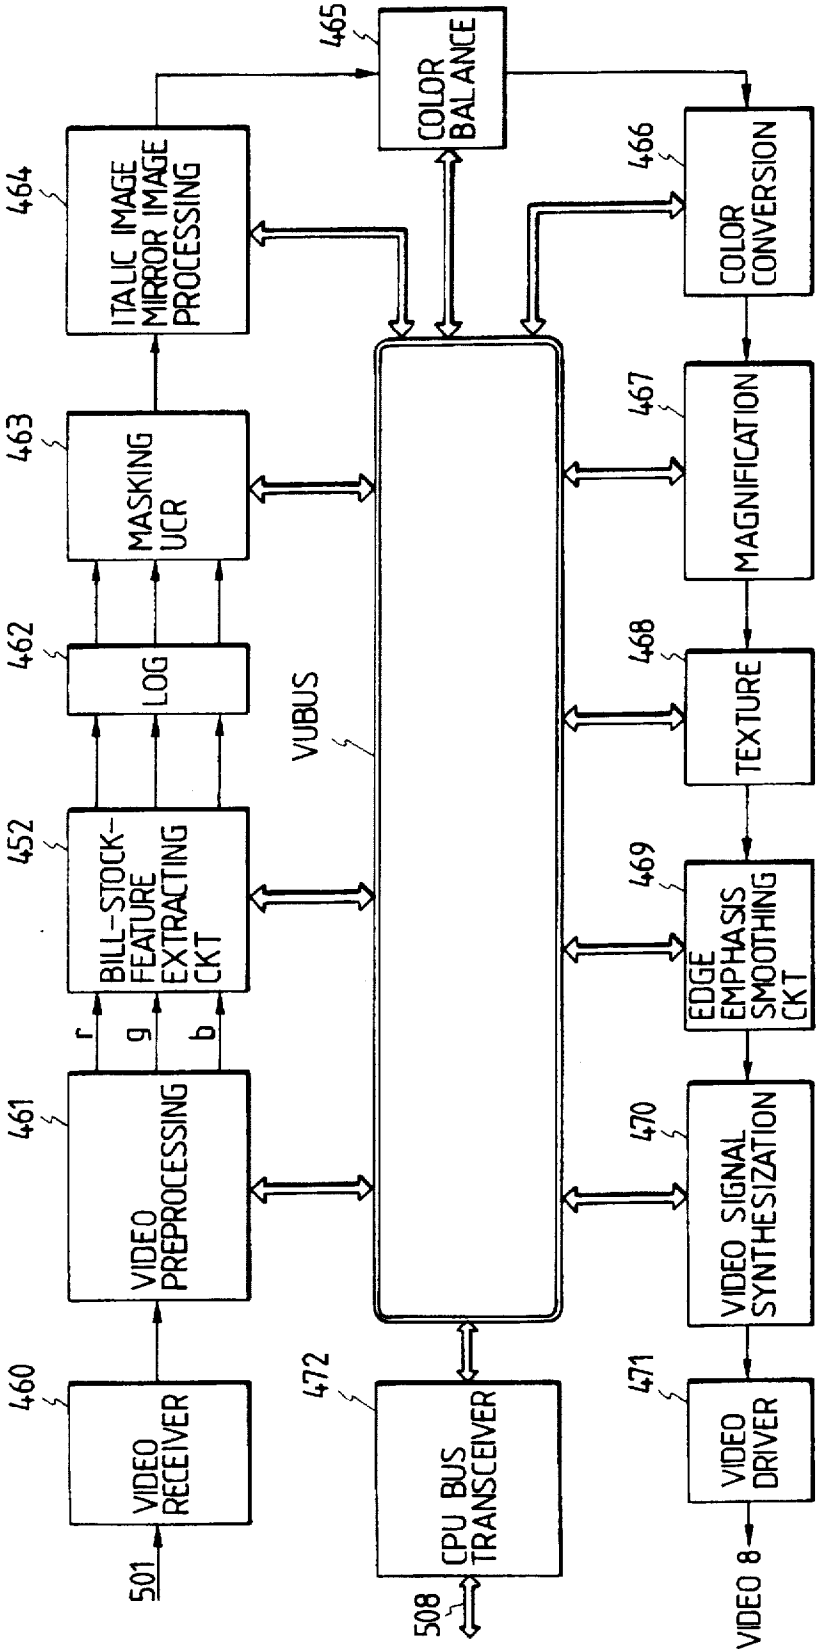 501
460
VIDEO
RECEIVER
461
VIDEO
PREPROCESSING
r
g
b
452
BILL-STOCK-
FEATURE
EXTRACTING
CKT
462
LOG
463
MASKING
UCR
464
ITALIC IMAGE
MIRROR IMAGE
PROCESSING
465
COLOR
BALANCE
508
472
CPU BUS
TRANSCEIVER
VUBUS
466
COLOR
CONVERSION
467
MAGNIFICATION
468
TEXTURE
469
EDGE
EMPHASIS
SMOOTHING
CKT
470
VIDEO SIGNAL
SYNTHESIZATION
471
VIDEO
DRIVER
VIDEO 8